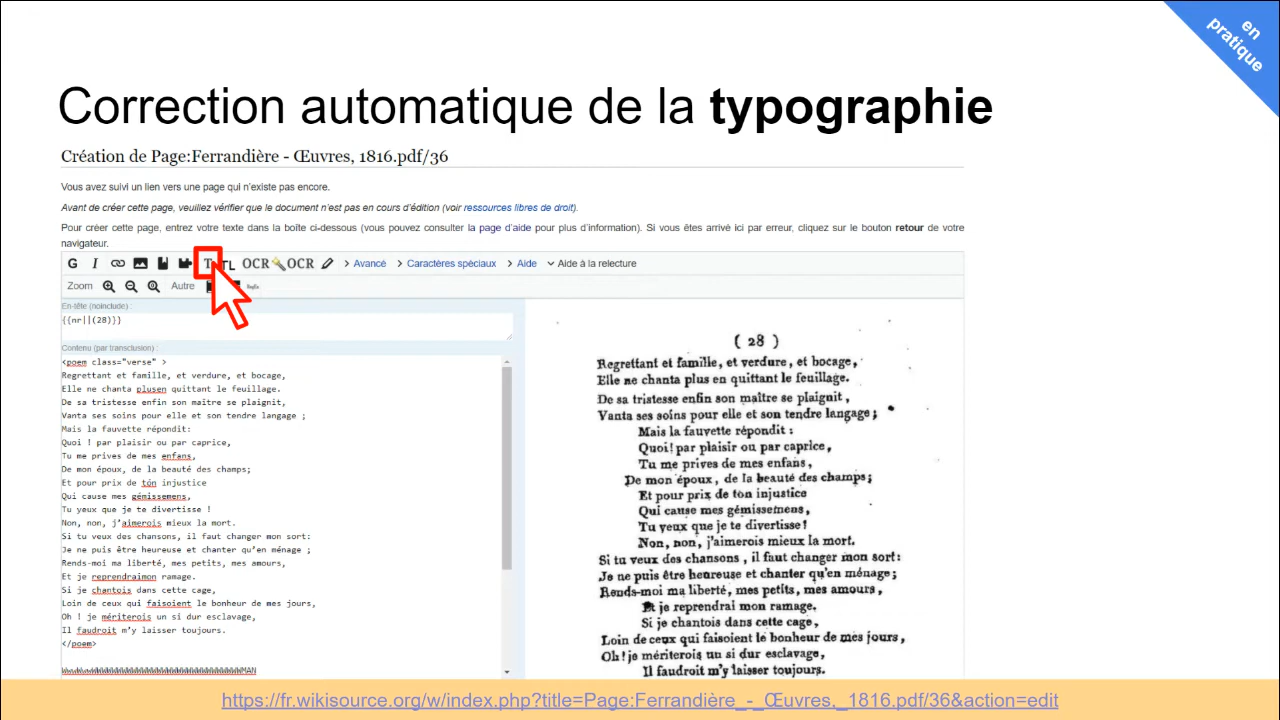 en
pratique
Correction automatique de la typographie
Création de Page:Ferrandière - Œuvres, 1816.pdf/36
Vous avez suivi un lien vers une page qui n'existe pas encore.
Avant de créer cette page, veuillez vérifier que le document n'est pas en cours d'édition (voir ressources libres de droit).
Pour créer cette page, entrez votre texte dans la boîte ci-dessous (vous pouvez consulter la page d'aide pour plus d'information). Si vous êtes arrivé ici par erreur, cliquez sur le bouton retour de votre
navigateur.
G I T TL OCR OCR Avancé Caractères spéciaux Aide Aide à la relecture
Zoom Autre
En-tête (noinclude) :
{{nr||(28)}}
Contenu (par transclusion) :
<poem class="verse" >
Regrettant et famille, et verdure, et bocage,
Elle ne chanta plusen quittant le feuillage.
De sa tristesse enfin son maître se plaignit,
Vanta ses soins pour elle et son tendre langage ;
Mais la fauvette répondit:
Quoi ! par plaisir ou par caprice,
Tu me prives de mes enfans,
De mon époux, de la beauté des champs;
Et pour prix de tón injustice
Qui cause mes gémissemens,
Tu yeux que je te divertisse !
Non, non, j'aimerois mieux la mort.
Si tu veux des chansons, il faut changer mon sort:
Je ne puis être heureuse et chanter qu'en ménage ;
Rends-moi ma liberté, mes petits, mes amours,
Et je reprendraimon ramage.
Si je chantois dans cette cage,
Loin de ceux qui faisoient le bonheur de mes jours,
Oh ! je mériterois un si dur esclavage,
Il faudroit m'y laisser toujours.
</poem>
( 28 )
Regrettant et famille, et verdure, et bocage,
Elle ne chanta plus en quittant le feuillage.
De sa tristesse enfin son maître se plaignit,
Vanta ses soins pour elle et son tendre langage ;
Mais la fauvette répondit :
Quoi! par plaisir ou par caprice,
Tu me prives de mes enfans,
De mon époux, de la beauté des champs;
Et pour prix de ton injustice
Qui cause mes gémissemens,
Tu veux que je te divertisse!
Non, non, j'aimerois mieux la mort.
Si tu veux des chansons, il faut changer mon sort:
Je ne puis être heureuse et chanter qu'en ménage;
Rends-moi ma liberté, mes petits, mes amours,
Et je reprendrai mon ramage.
Si je chantois dans cette cage,
Loin de ceux qui faisoient le bonheur de mes jours,
Oh! je mériterois un si dur esclavage,
Il faudroit m'y laisser toujours.
https://fr.wikisource.org/w/index.php?title=Page:Ferrandière_-_Œuvres,_1816.pdf/36&action=edit